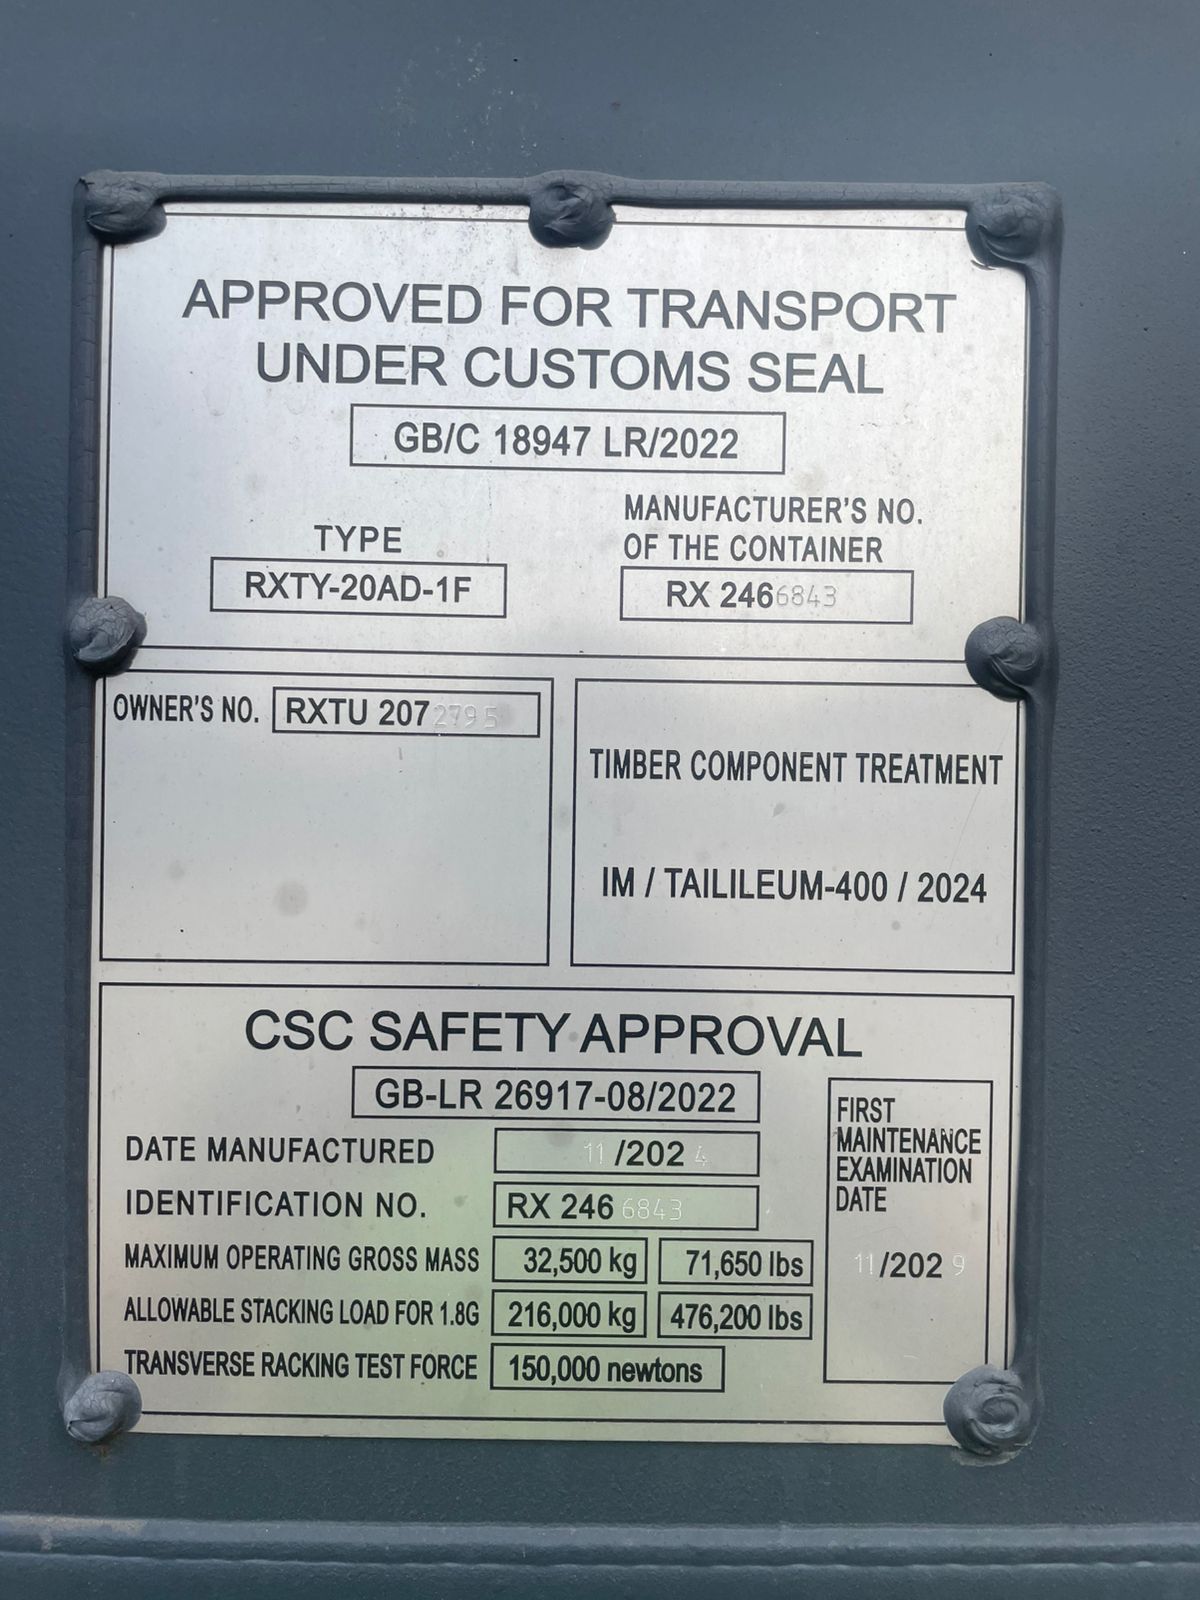 APPROVED FOR TRANSPORT
UNDER CUSTOMS SEAL
GB/C 18947 LR/2022
TYPE
RXTY-20AD-1F
MANUFACTURER'S NO.
OF THE CONTAINER
RX 2466843
OWNER'S NO. RXTU 2072795
TIMBER COMPONENT TREATMENT
IM / TAILILEUM-400 / 2024
CSC SAFETY APPROVAL
GB-LR 26917-08/2022
DATE MANUFACTURED 11/2024
IDENTIFICATION NO. RX 2466843
MAXIMUM OPERATING GROSS MASS 32,500 kg 71,650 lbs
ALLOWABLE STACKING LOAD FOR 1.8G 216,000 kg 476,200 lbs
TRANSVERSE RACKING TEST FORCE 150,000 newtons
FIRST
MAINTENANCE
EXAMINATION
DATE
11/2029